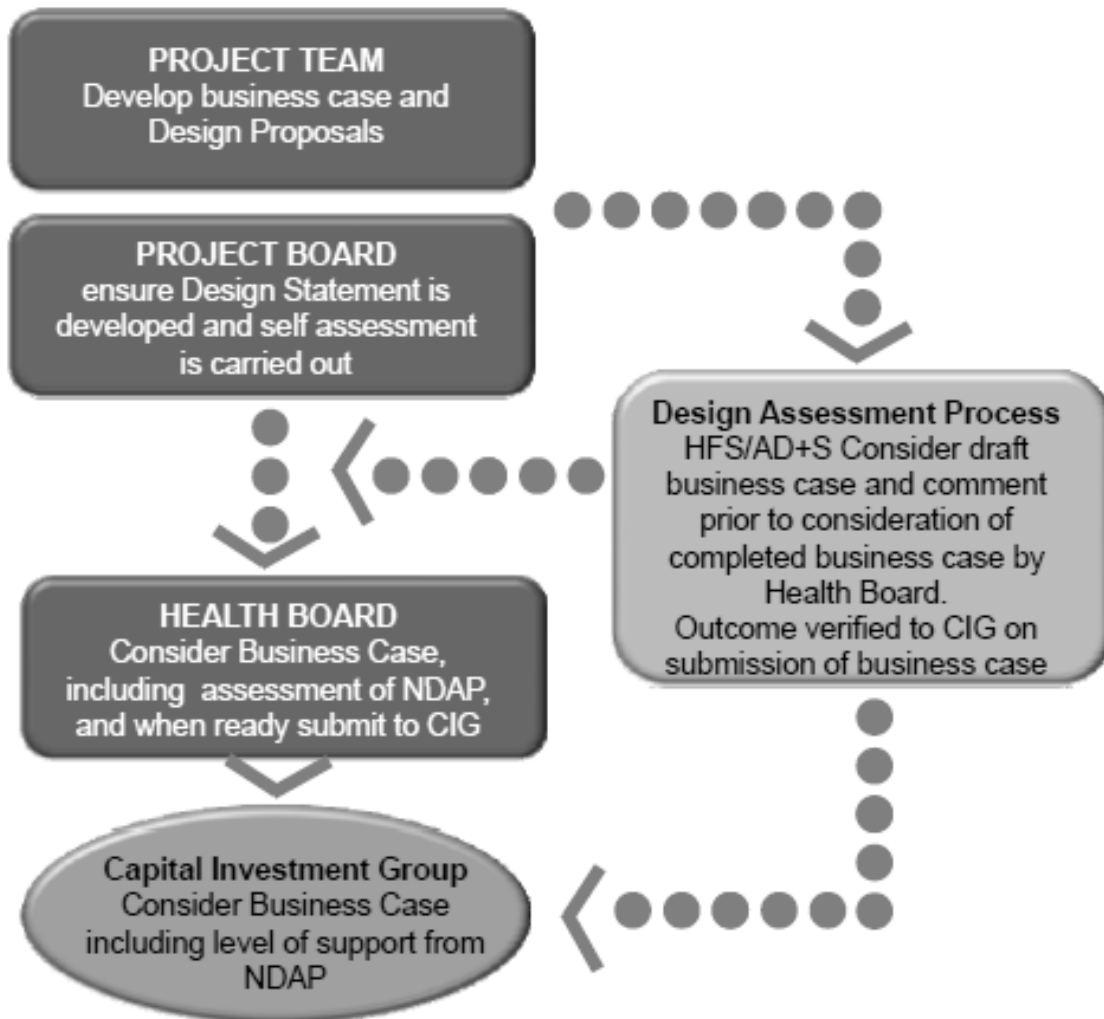 PROJECT TEAM
Develop business case and
Design Proposals
PROJECT BOARD
ensure Design Statement is
developed and self assessment
is carried out
Design Assessment Process
HFS/AD+S Consider draft
business case and comment
prior to consideration of
completed business case by
Health Board.
Outcome verified to CIG on
submission of business case
HEALTH BOARD
Consider Business Case,
including assessment of NDAP,
and when ready submit to CIG
Capital Investment Group
Consider Business Case
including level of support from
NDAP